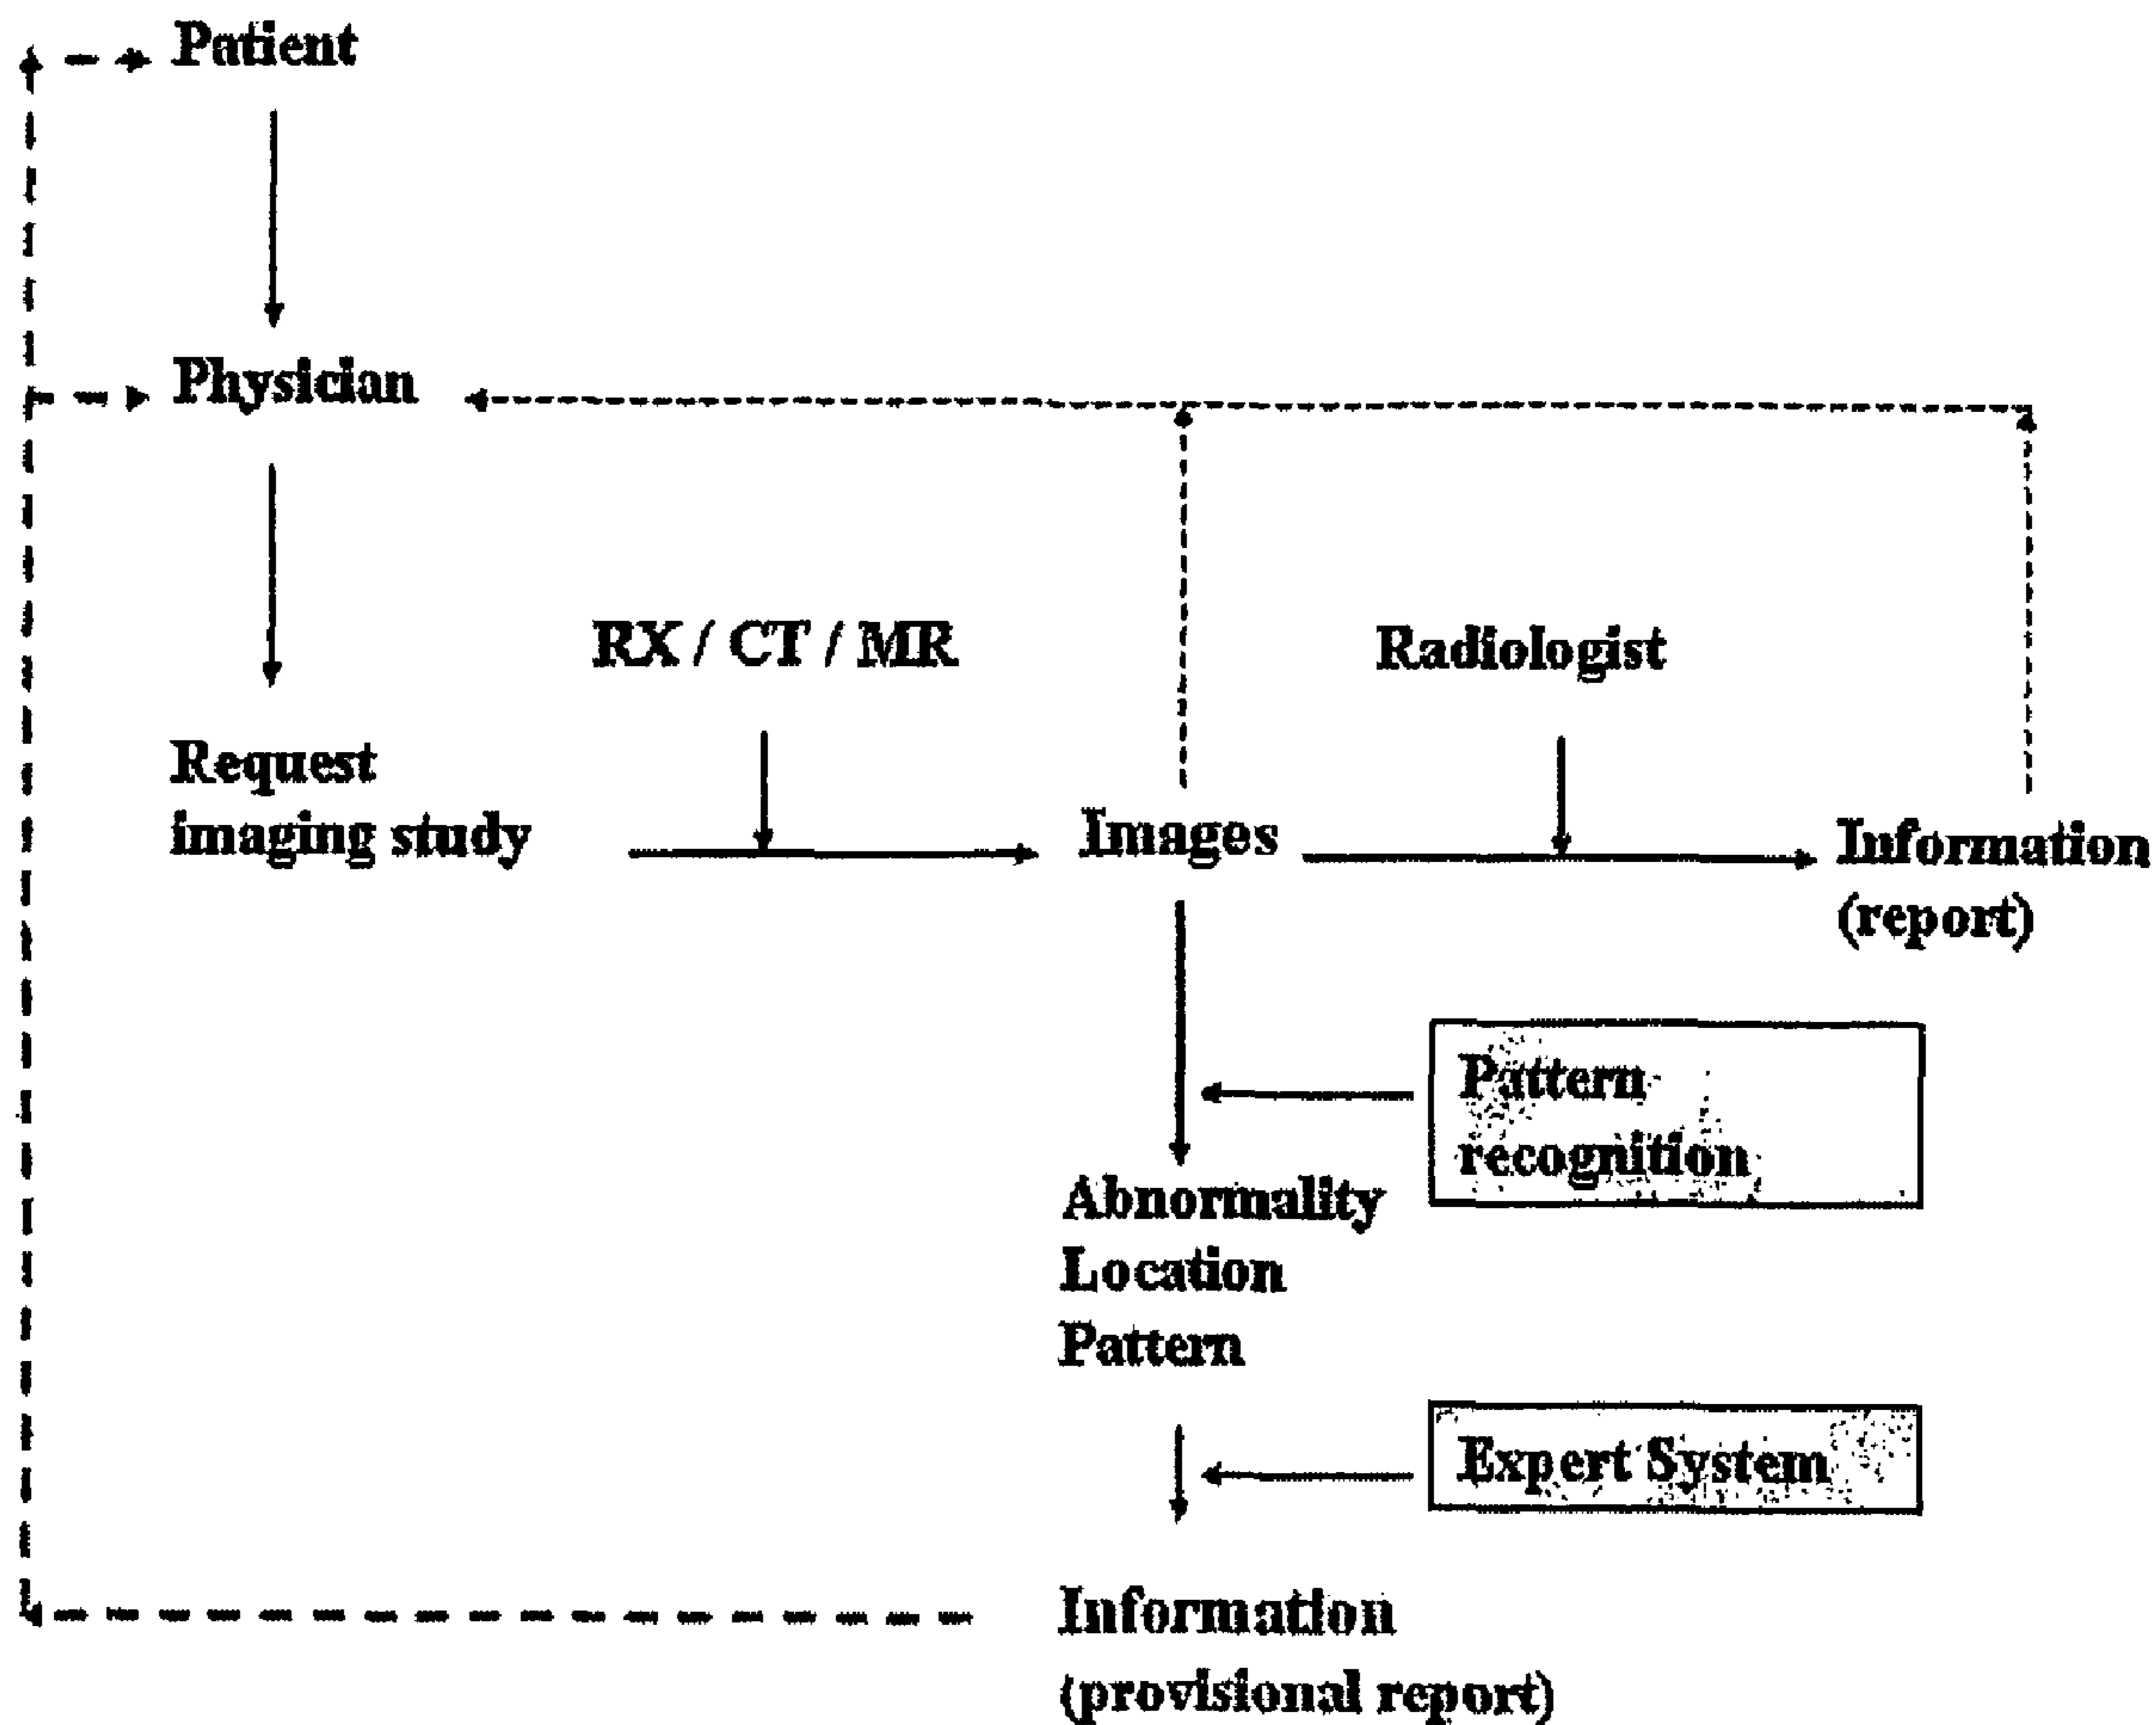 Patient
Physician
RX / CT / MR
Radiologist
Request
imaging study
Images
Information
(report)
Pattern
recognition
Abnormality
Location
Pattern
Expert System
Information
(provisional report)